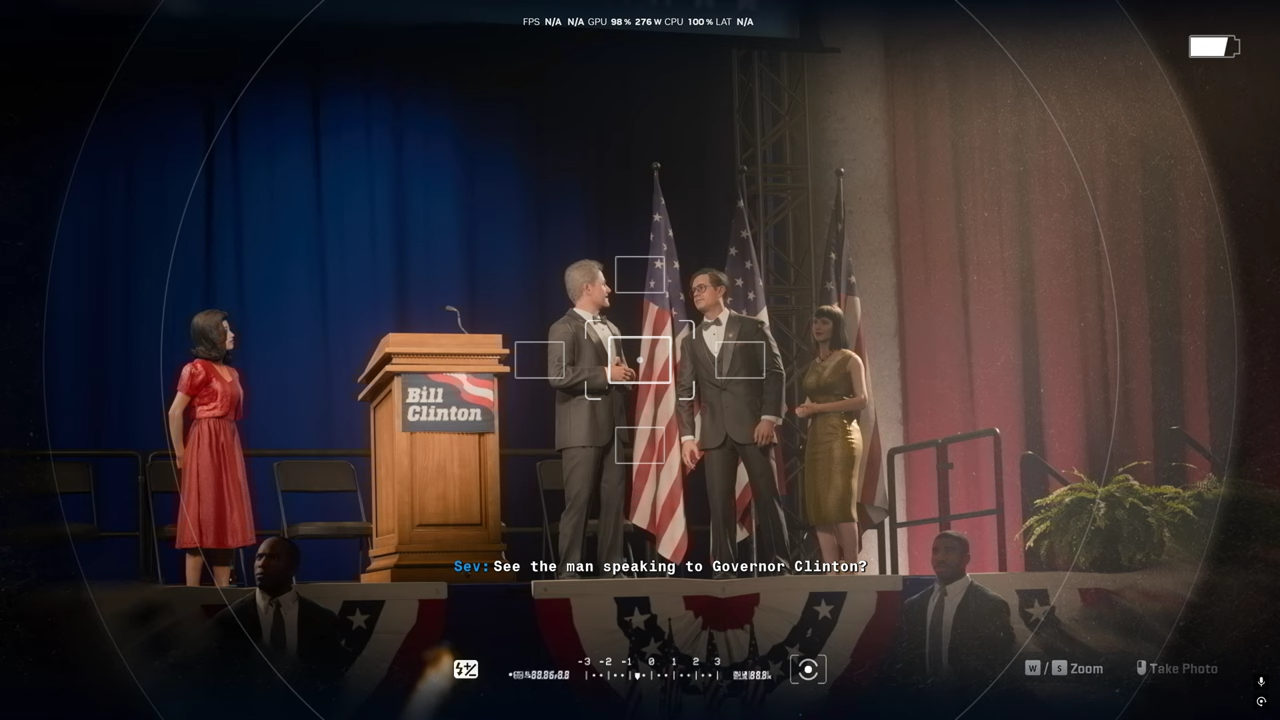 FPS N/A N/A GPU 98 % 276 W CPU 100 % LAT N/A
Bill
Clinton
Sev: See the man speaking to Governor Clinton?
-3 -2 -1 0 1 2 3
W / S Zoom
Take Photo